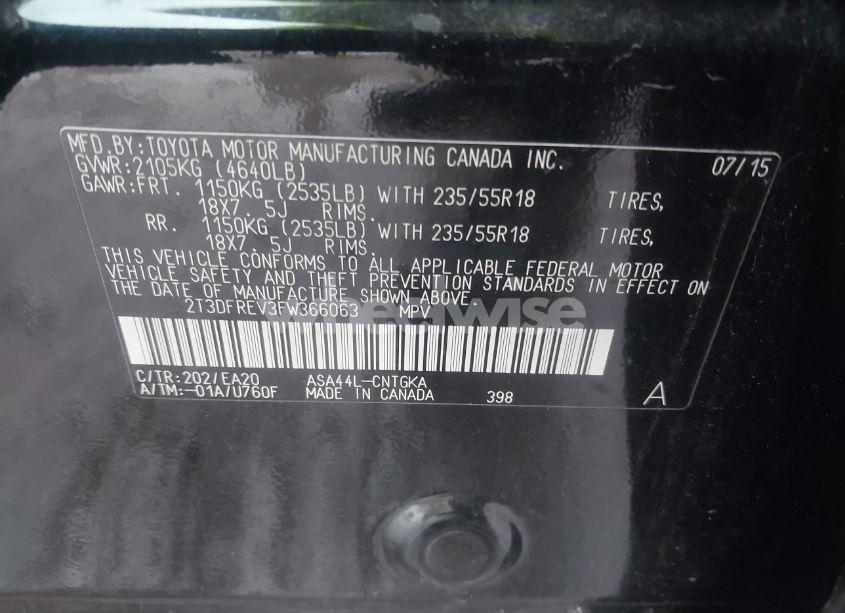 MFD.BY:TOYOTA MOTOR MANUFACTURING CANADA INC. 07/15
GVWR:2105KG (4640LB)
GAWR:FRT. 1150KG (2535LB) WITH 235/55R18 TIRES,
18X7. 5J RIMS.
RR. 1150KG (2535LB) WITH 235/55R18 TIRES,
18X7. 5J RIMS.
THIS VEHICLE CONFORMS TO ALL APPLICABLE FEDERAL MOTOR
VEHICLE SAFETY AND THEFT PREVENTION STANDARDS IN EFFECT ON
THE DATE OF MANUFACTURE SHOWN ABOVE.
2T3DFREV3FW366063 MPV
C/TR:202/EA20 ASA44L-CNTGKA
A/TM:-01A/U760F MADE IN CANADA 398 A